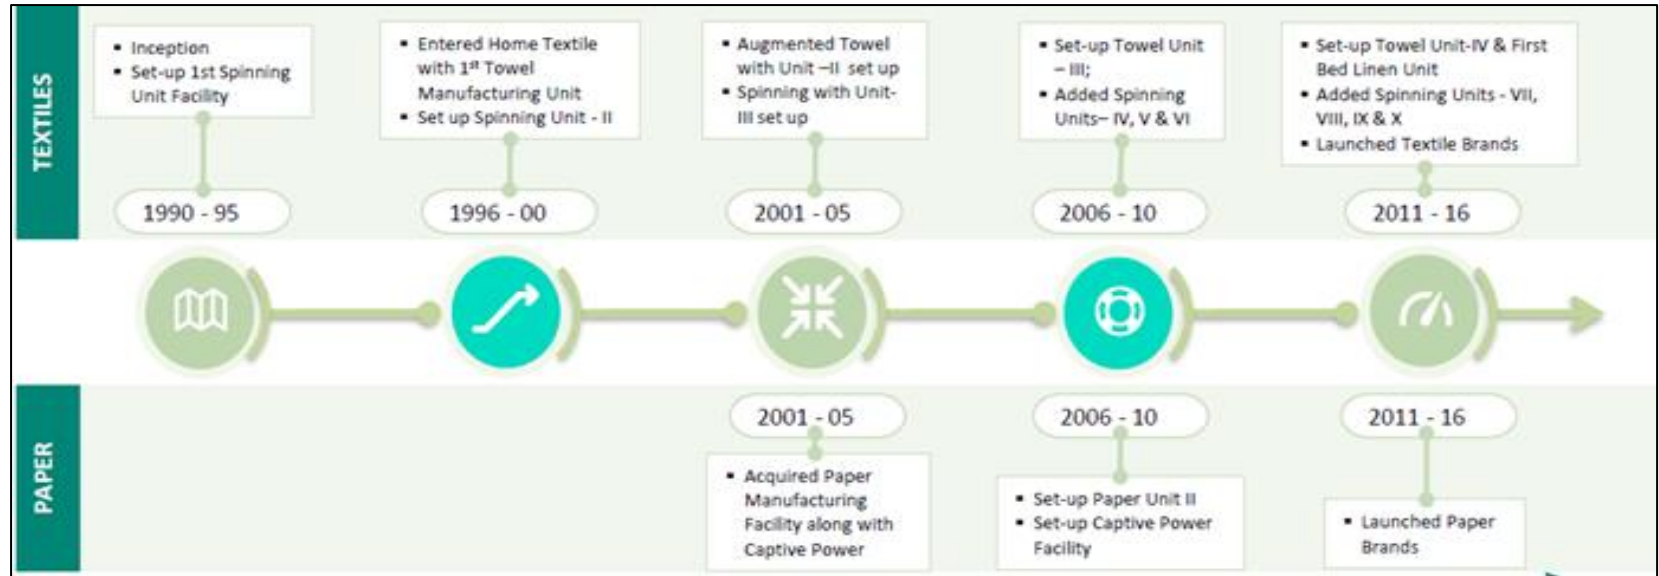 TEXTILES
▪ Inception
▪ Set-up 1st Spinning
Unit Facility
1990 - 95
▪ Entered Home Textile
with 1st Towel
Manufacturing Unit
▪ Set up Spinning Unit - II
1996 - 00
▪ Augmented Towel
with Unit –II set up
▪ Spinning with Unit-
III set up
2001 - 05
▪ Set-up Towel Unit
– III;
▪ Added Spinning
Units– IV, V & VI
2006 - 10
▪ Set-up Towel Unit-IV & First
Bed Linen Unit
▪ Added Spinning Units - VII,
VIII, IX & X
▪ Launched Textile Brands
2011 - 16
PAPER
2001 - 05
▪ Acquired Paper
Manufacturing
Facility along with
Captive Power
2006 - 10
▪ Set-up Paper Unit II
▪ Set-up Captive Power
Facility
2011 - 16
▪ Launched Paper
Brands